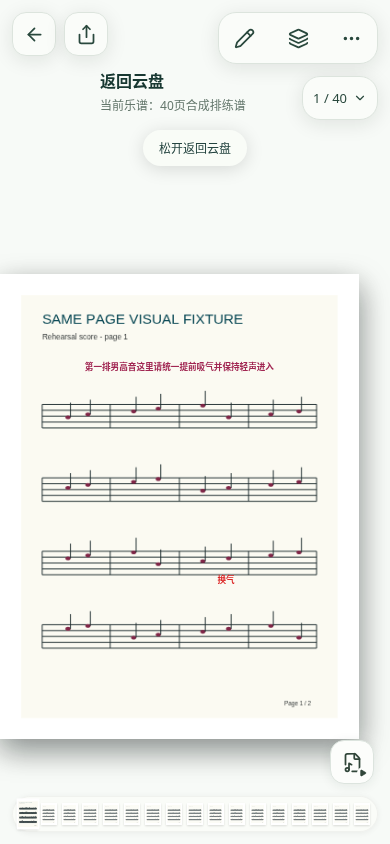 返回云盘
当前乐谱：40页合成排练谱
1 / 40
松开返回云盘
SAME PAGE VISUAL FIXTURE
Rehearsal score - page 1
第一排男高音这里请统一提前吸气并保持轻声进入
换气
Page 1 / 2